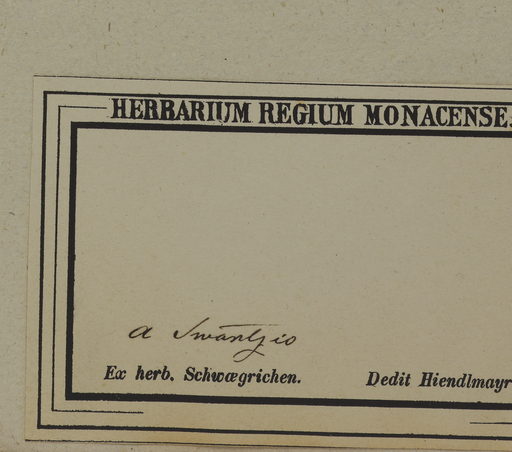 HERBARIUM REGIUM MONACENSE.
a Swartzio
Ex herb. Schwægrichen. Dedit Hiendlmayr